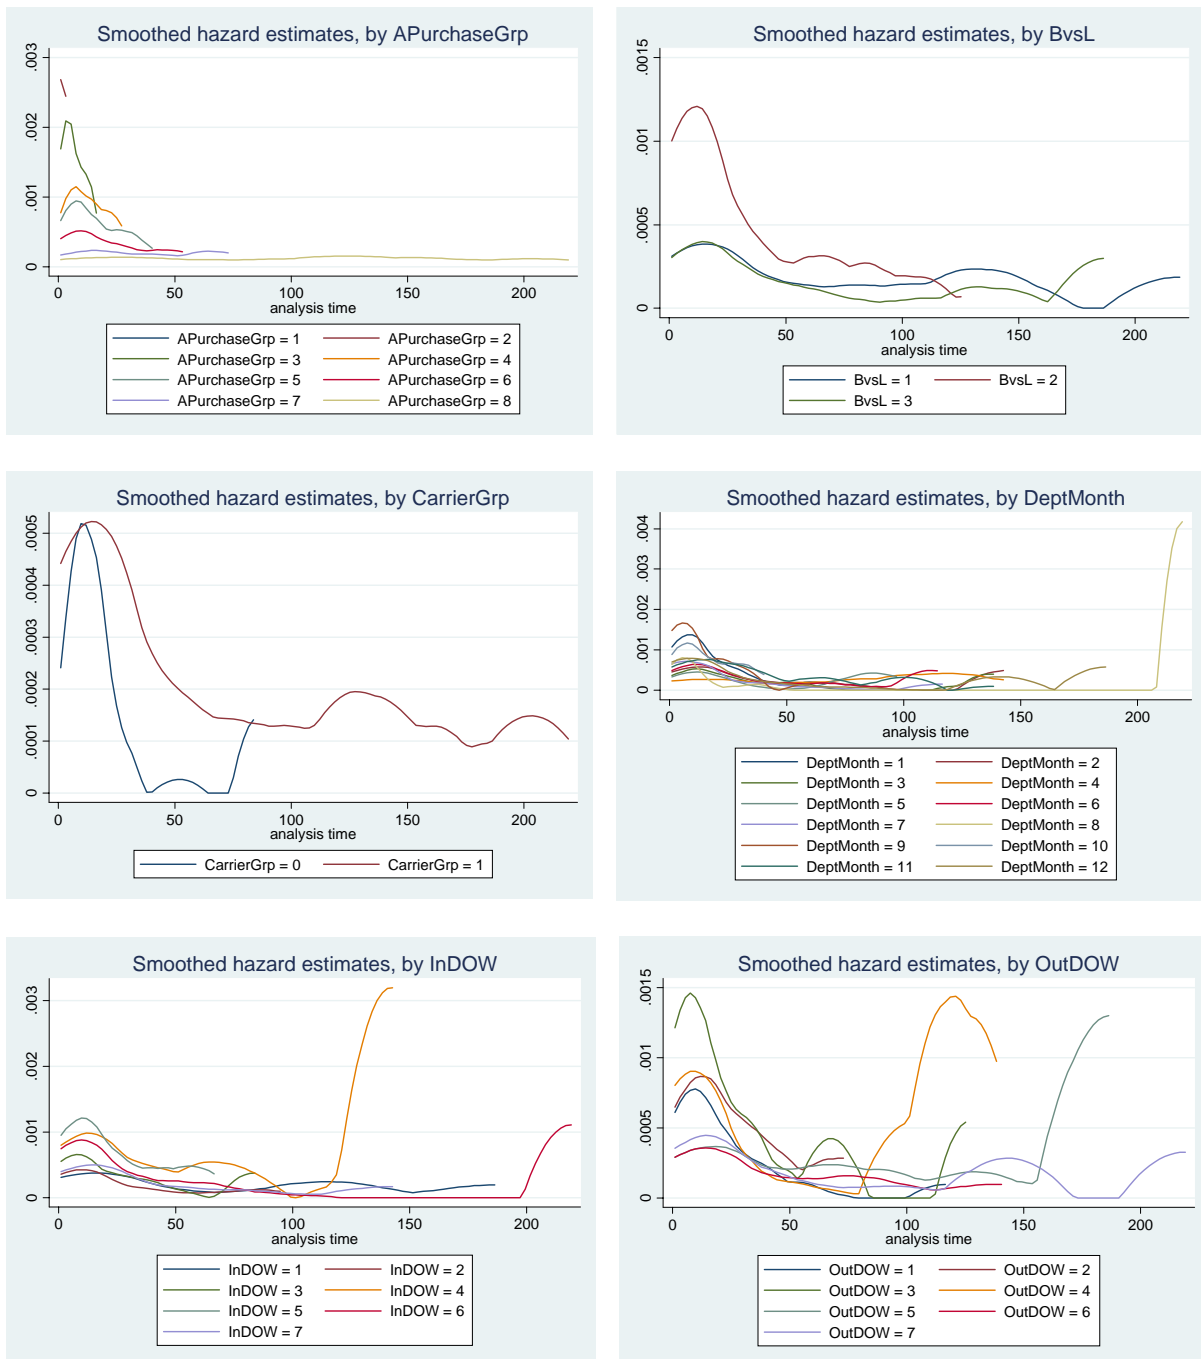 Smoothed hazard estimates, by APurchaseGrp
.003
.002
.001
0
0 50 100 150 200
analysis time
APurchaseGrp = 1 APurchaseGrp = 2
APurchaseGrp = 3 APurchaseGrp = 4
APurchaseGrp = 5 APurchaseGrp = 6
APurchaseGrp = 7 APurchaseGrp = 8
Smoothed hazard estimates, by BvsL
.0015
.001
.0005
0
0 50 100 150 200
analysis time
BvsL = 1 BvsL = 2
BvsL = 3
Smoothed hazard estimates, by CarrierGrp
.0005
.0004
.0003
.0002
.0001
0
0 50 100 150 200
analysis time
CarrierGrp = 0 CarrierGrp = 1
Smoothed hazard estimates, by DeptMonth
.004
.003
.002
.001
0
0 50 100 150 200
analysis time
DeptMonth = 1 DeptMonth = 2
DeptMonth = 3 DeptMonth = 4
DeptMonth = 5 DeptMonth = 6
DeptMonth = 7 DeptMonth = 8
DeptMonth = 9 DeptMonth = 10
DeptMonth = 11 DeptMonth = 12
Smoothed hazard estimates, by InDOW
.003
.002
.001
0
0 50 100 150 200
analysis time
InDOW = 1 InDOW = 2
InDOW = 3 InDOW = 4
InDOW = 5 InDOW = 6
InDOW = 7
Smoothed hazard estimates, by OutDOW
.0015
.001
.0005
0
0 50 100 150 200
analysis time
OutDOW = 1 OutDOW = 2
OutDOW = 3 OutDOW = 4
OutDOW = 5 OutDOW = 6
OutDOW = 7